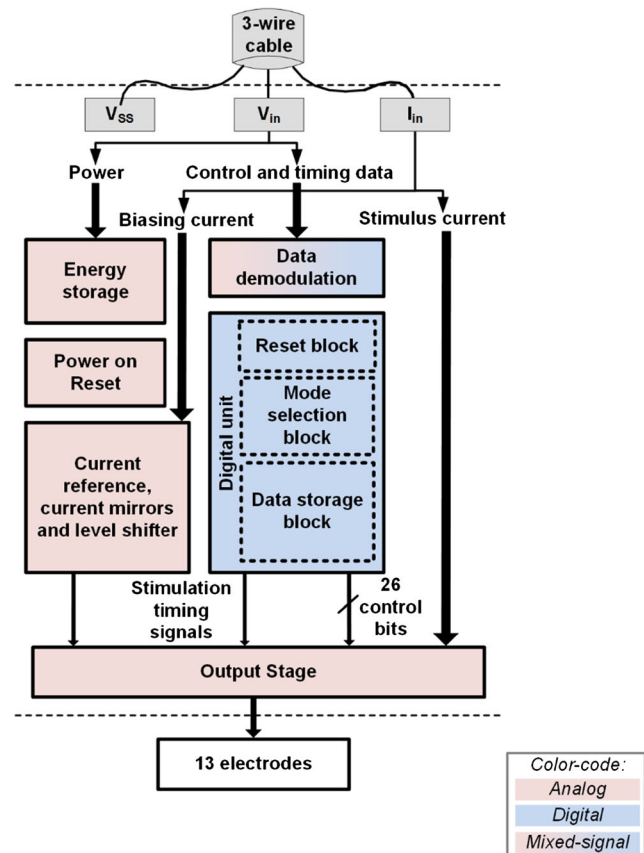 3-wire
cable
VSS
Vin
Iin
Power
Control and timing data
Biasing current
Stimulus current
Energy
storage
Data
demodulation
Power on
Reset
Digital unit
Reset block
Mode
selection
block
Data storage
block
Current
reference,
current mirrors
and level shifter
Stimulation
timing
signals
26
control
bits
Output Stage
13 electrodes
Color-code:
Analog
Digital
Mixed-signal